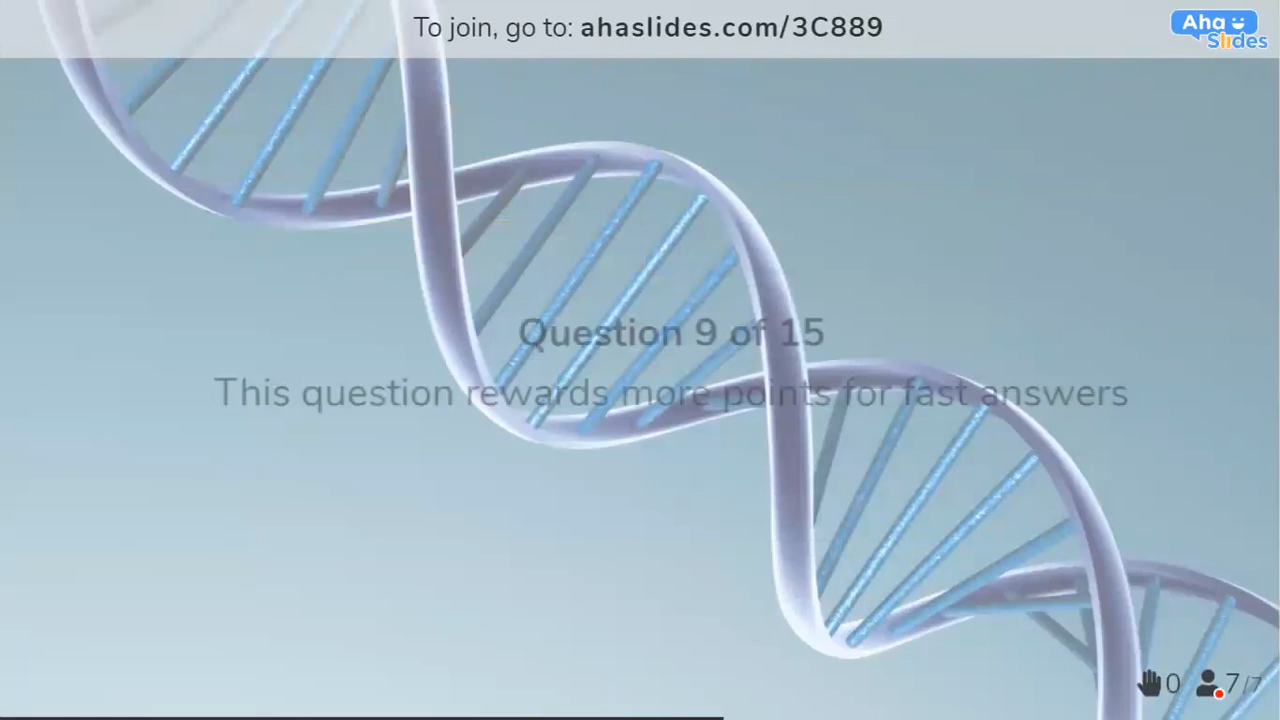 To join, go to: ahaslides.com/3C889
Aha
Slides
Question 9 of 15
This question rewards more points for fast answers
0 7/7